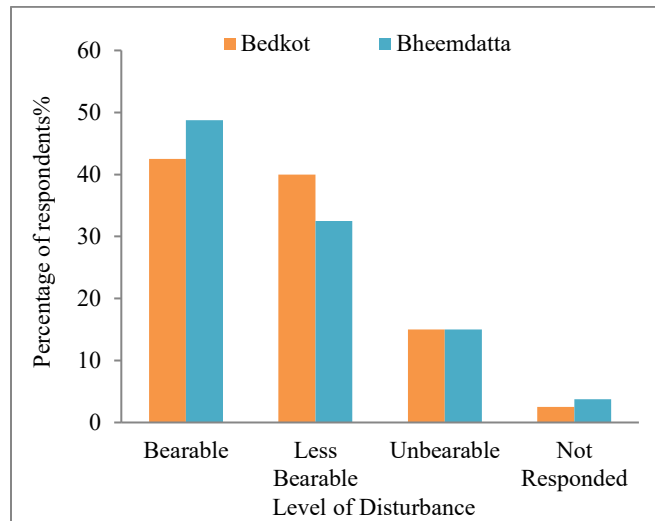 Bedkot Bheemdatta
60
50
40
30
20
10
0
Percentage of respondents%
Bearable Less Unbearable Not
Bearable Responded
Level of Disturbance